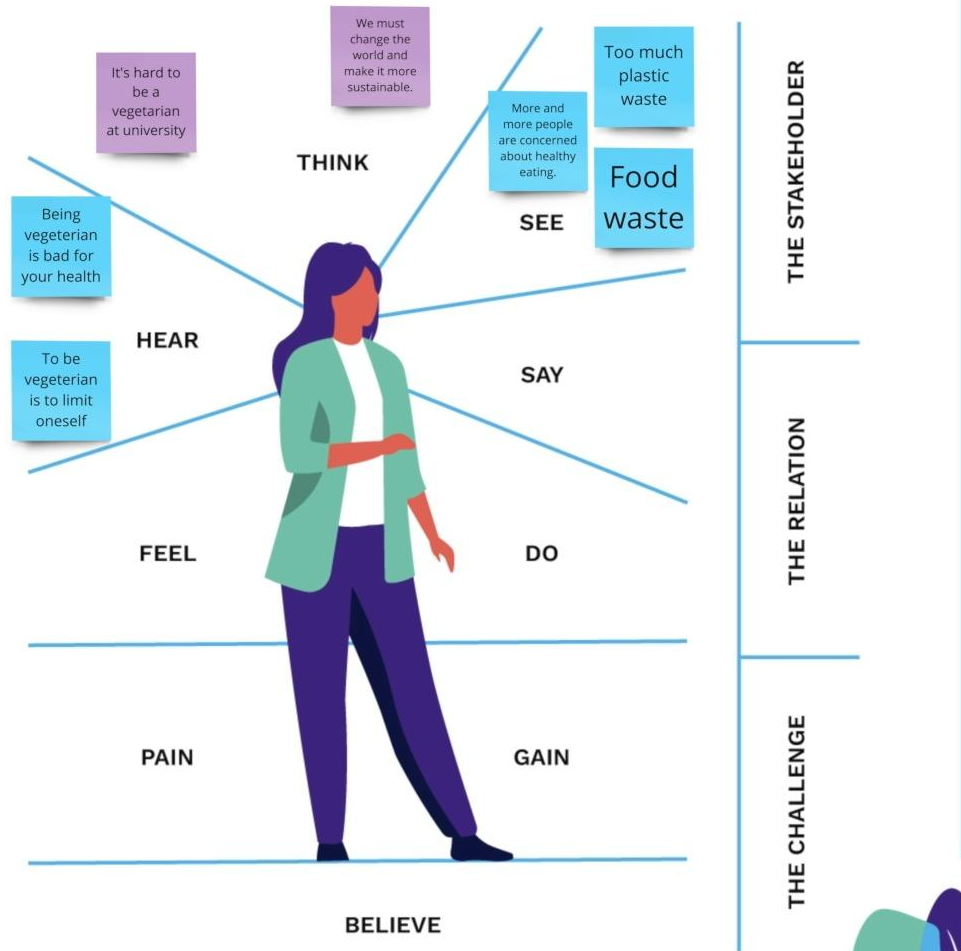 It's hard to
be a
vegetarian
at university
We must
change the
world and
make it more
sustainable.
THINK
More and
more people
are concerned
about healthy
eating.
Too much
plastic
waste
Food
waste
SEE
Being
vegeterian
is bad for
your health
HEAR
To be
vegeterian
is to limit
oneself
SAY
FEEL
DO
PAIN
GAIN
BELIEVE
THE STAKEHOLDER
THE RELATION
THE CHALLENGE